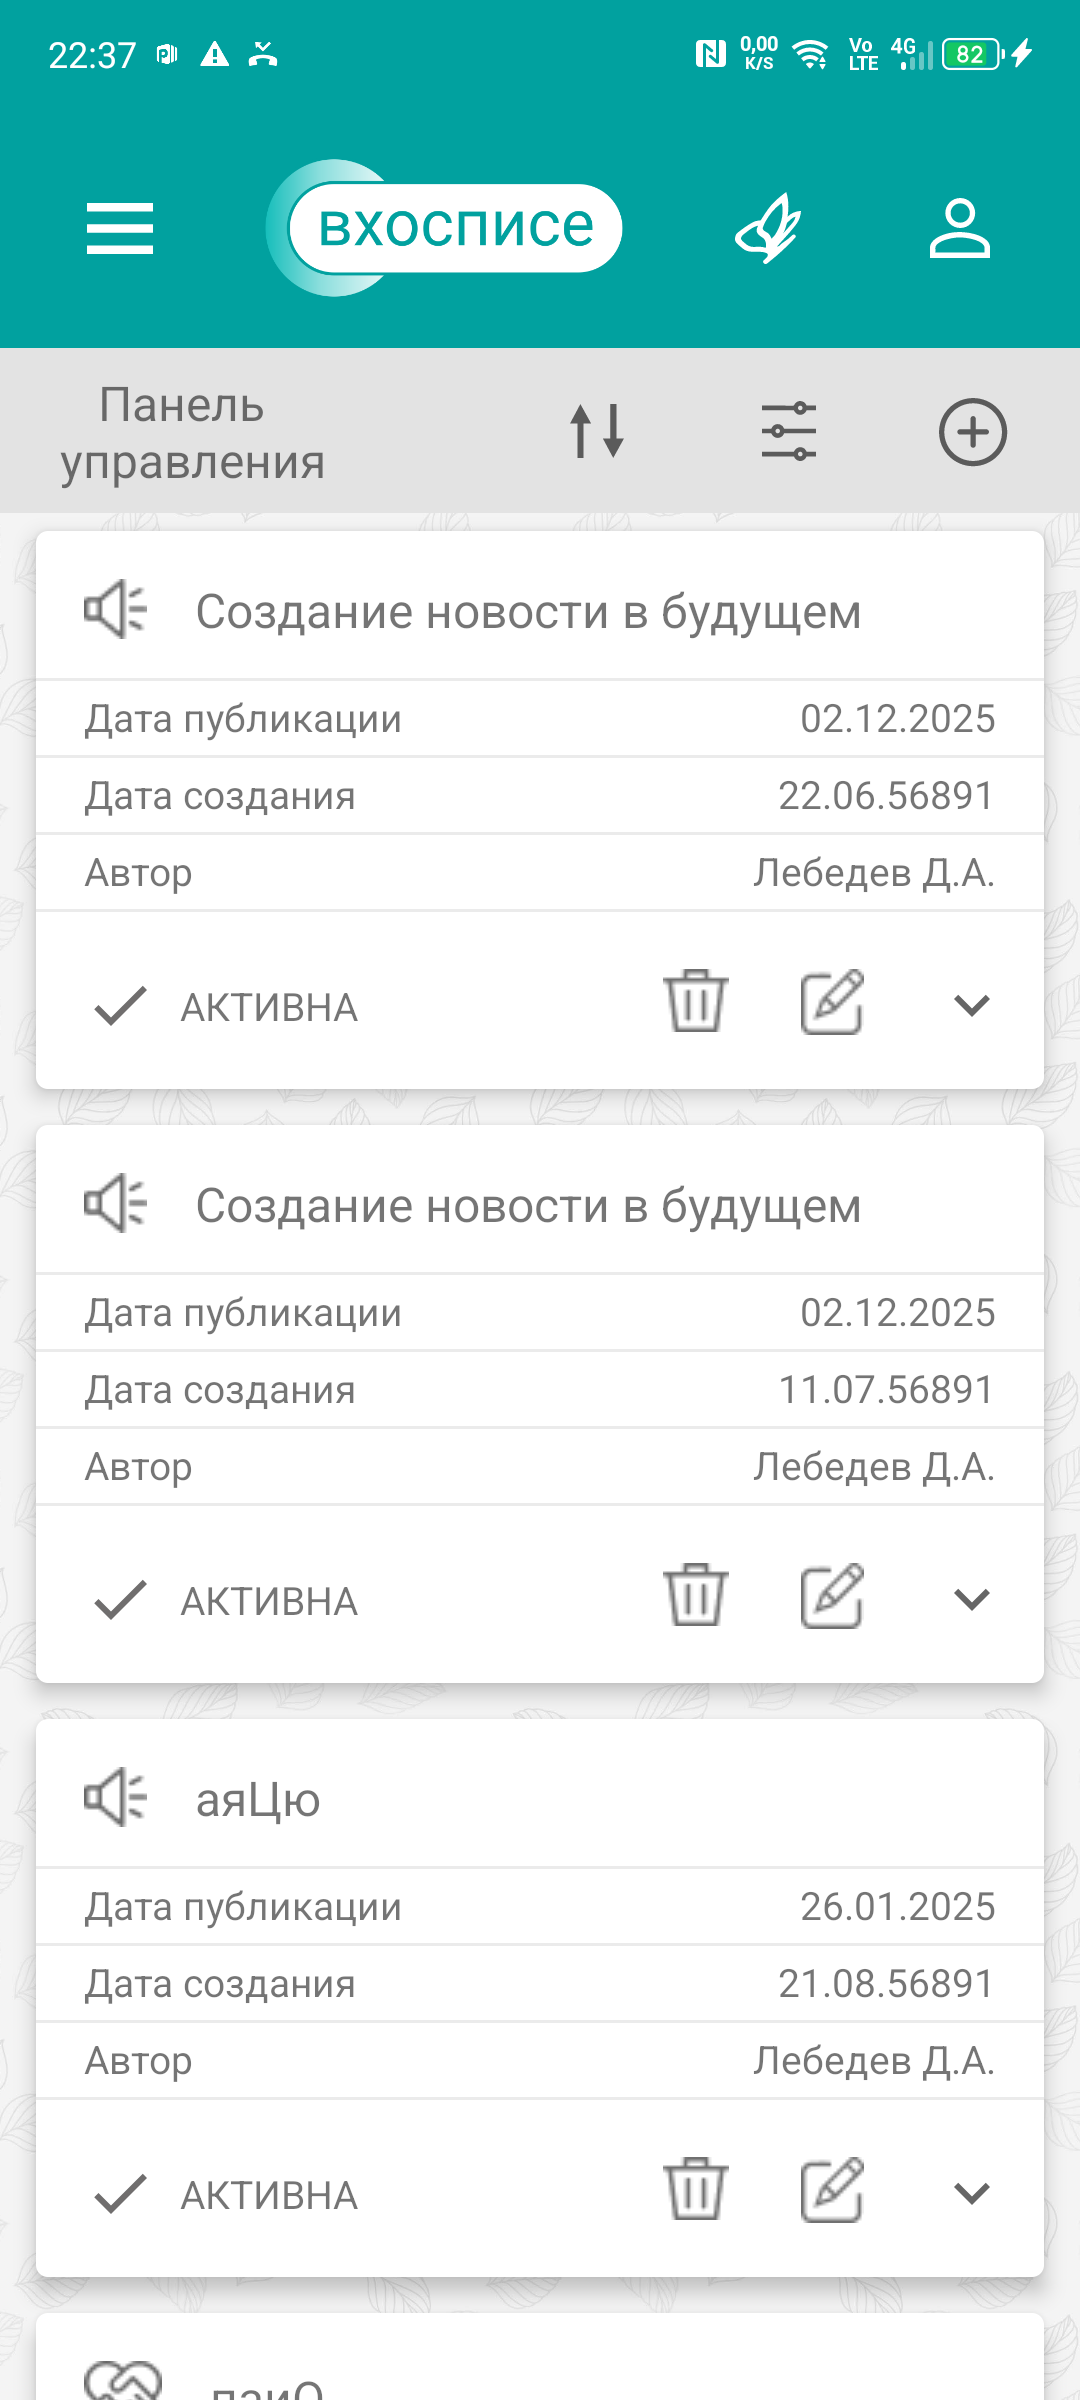 22:37 0,00 K/S Vo LTE 4G 82
вхосписе
Панель
управления
Создание новости в будущем
Дата публикации 02.12.2025
Дата создания 22.06.56891
Автор Лебедев Д.А.
АКТИВНА
Создание новости в будущем
Дата публикации 02.12.2025
Дата создания 11.07.56891
Автор Лебедев Д.А.
АКТИВНА
аяЦю
Дата публикации 26.01.2025
Дата создания 21.08.56891
Автор Лебедев Д.А.
АКТИВНА